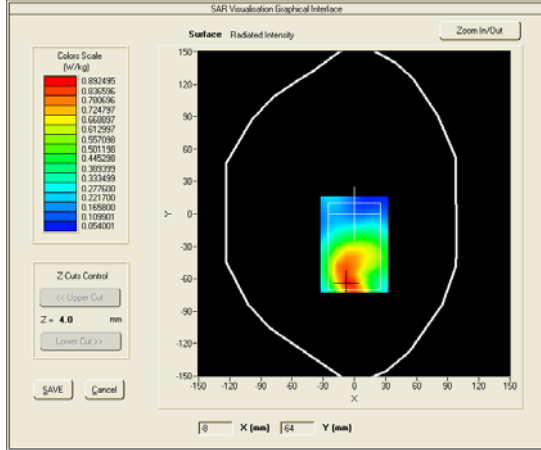 SAR Visualisation Graphical Interface
Surface Radiated Intensity
Zoom In/Out
Colors Scale
(W/kg)
0.892495
0.836596
0.780696
0.724797
0.668897
0.612997
0.557098
0.501198
0.445298
0.389399
0.333499
0.277600
0.221700
0.165800
0.109901
0.054001
150
120
90
60
30
0
-30
-60
-90
-120
-150
Y
-150 -120 -90 -60 -30 0 30 60 90 120 150
X
Z Cuts Control
<< Upper Cut
Z = 4.0 mm
Lower Cut >>
SAVE Cancel
-8 X (mm) -64 Y (mm)